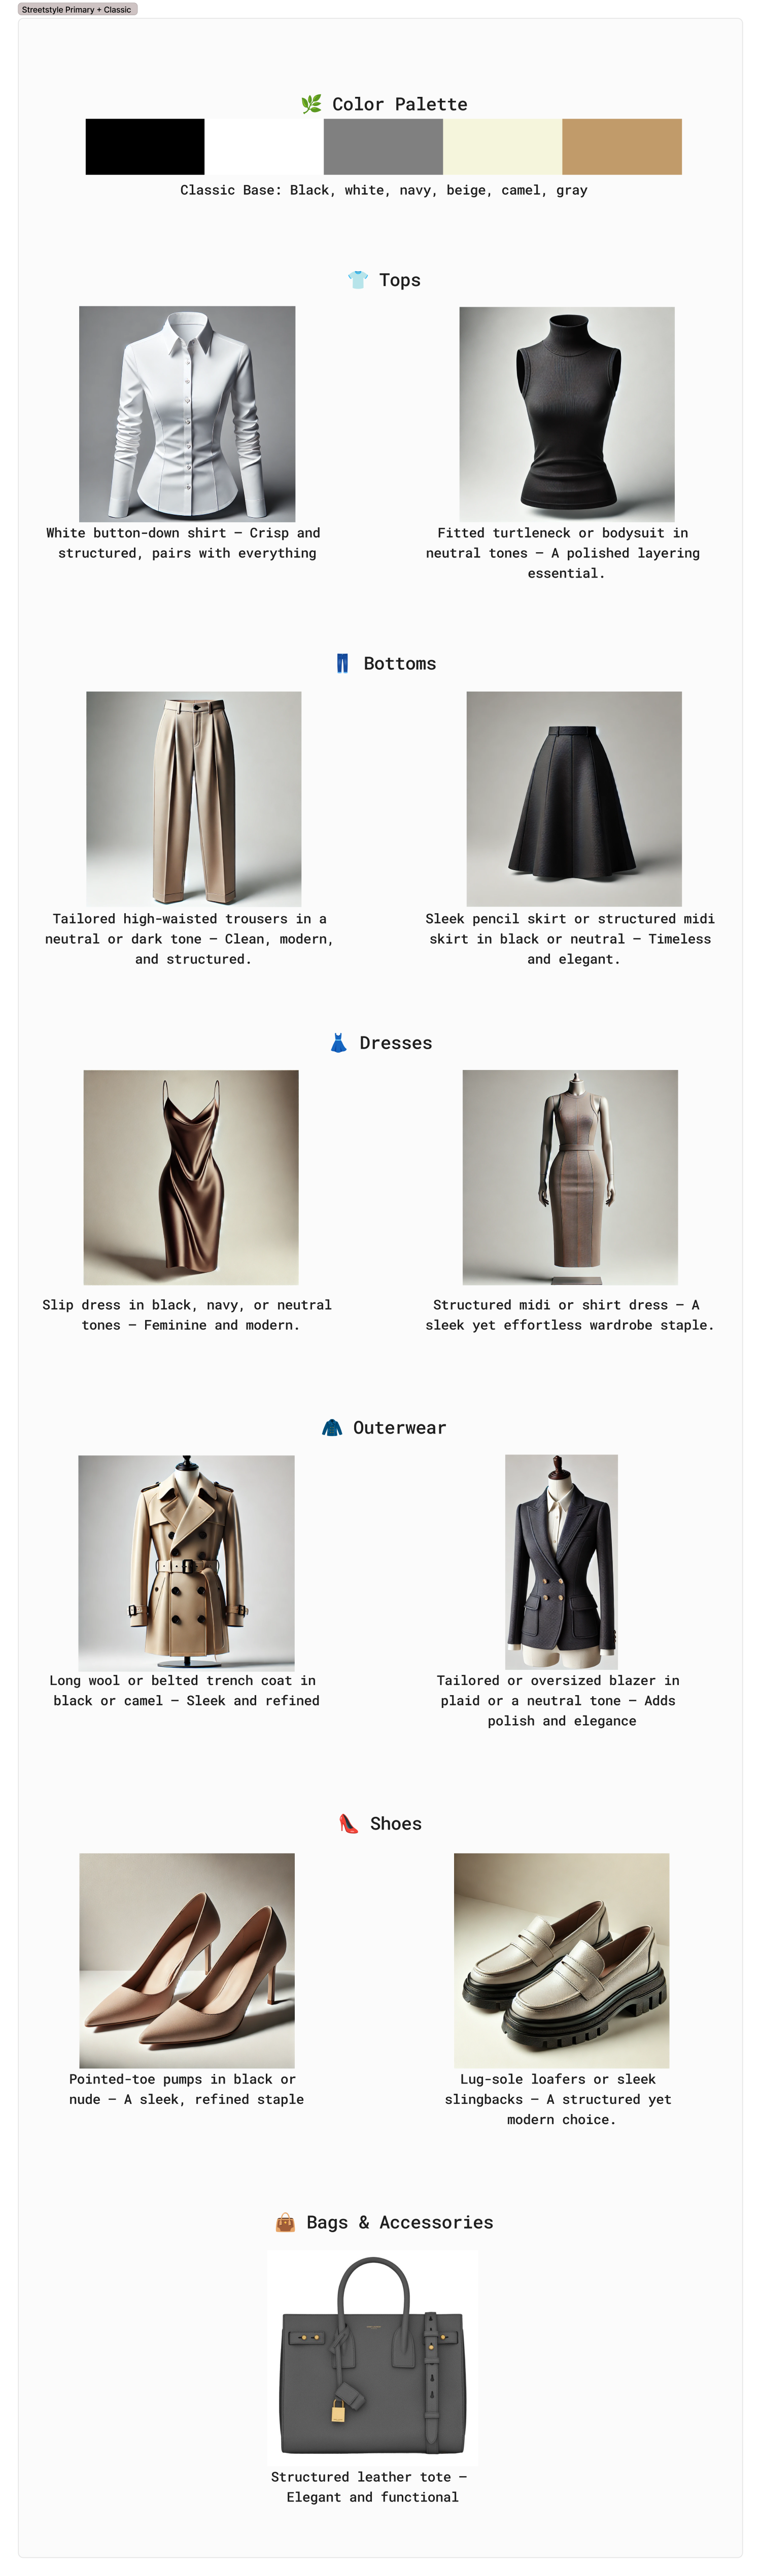 Streetstyle Primary + Classic
🌿 Color Palette
Classic Base: Black, white, navy, beige, camel, gray
👕 Tops
White button-down shirt – Crisp and
structured, pairs with everything
Fitted turtleneck or bodysuit in
neutral tones – A polished layering
essential.
👖 Bottoms
Tailored high-waisted trousers in a
neutral or dark tone – Clean, modern,
and structured.
Sleek pencil skirt or structured midi
skirt in black or neutral – Timeless
and elegant.
👗 Dresses
Slip dress in black, navy, or neutral
tones – Feminine and modern.
Structured midi or shirt dress – A
sleek yet effortless wardrobe staple.
🧥 Outerwear
Long wool or belted trench coat in
black or camel – Sleek and refined
Tailored or oversized blazer in
plaid or a neutral tone – Adds
polish and elegance
👠 Shoes
Pointed-toe pumps in black or
nude – A sleek, refined staple
Lug-sole loafers or sleek
slingbacks – A structured yet
modern choice.
👜 Bags & Accessories
Structured leather tote –
Elegant and functional